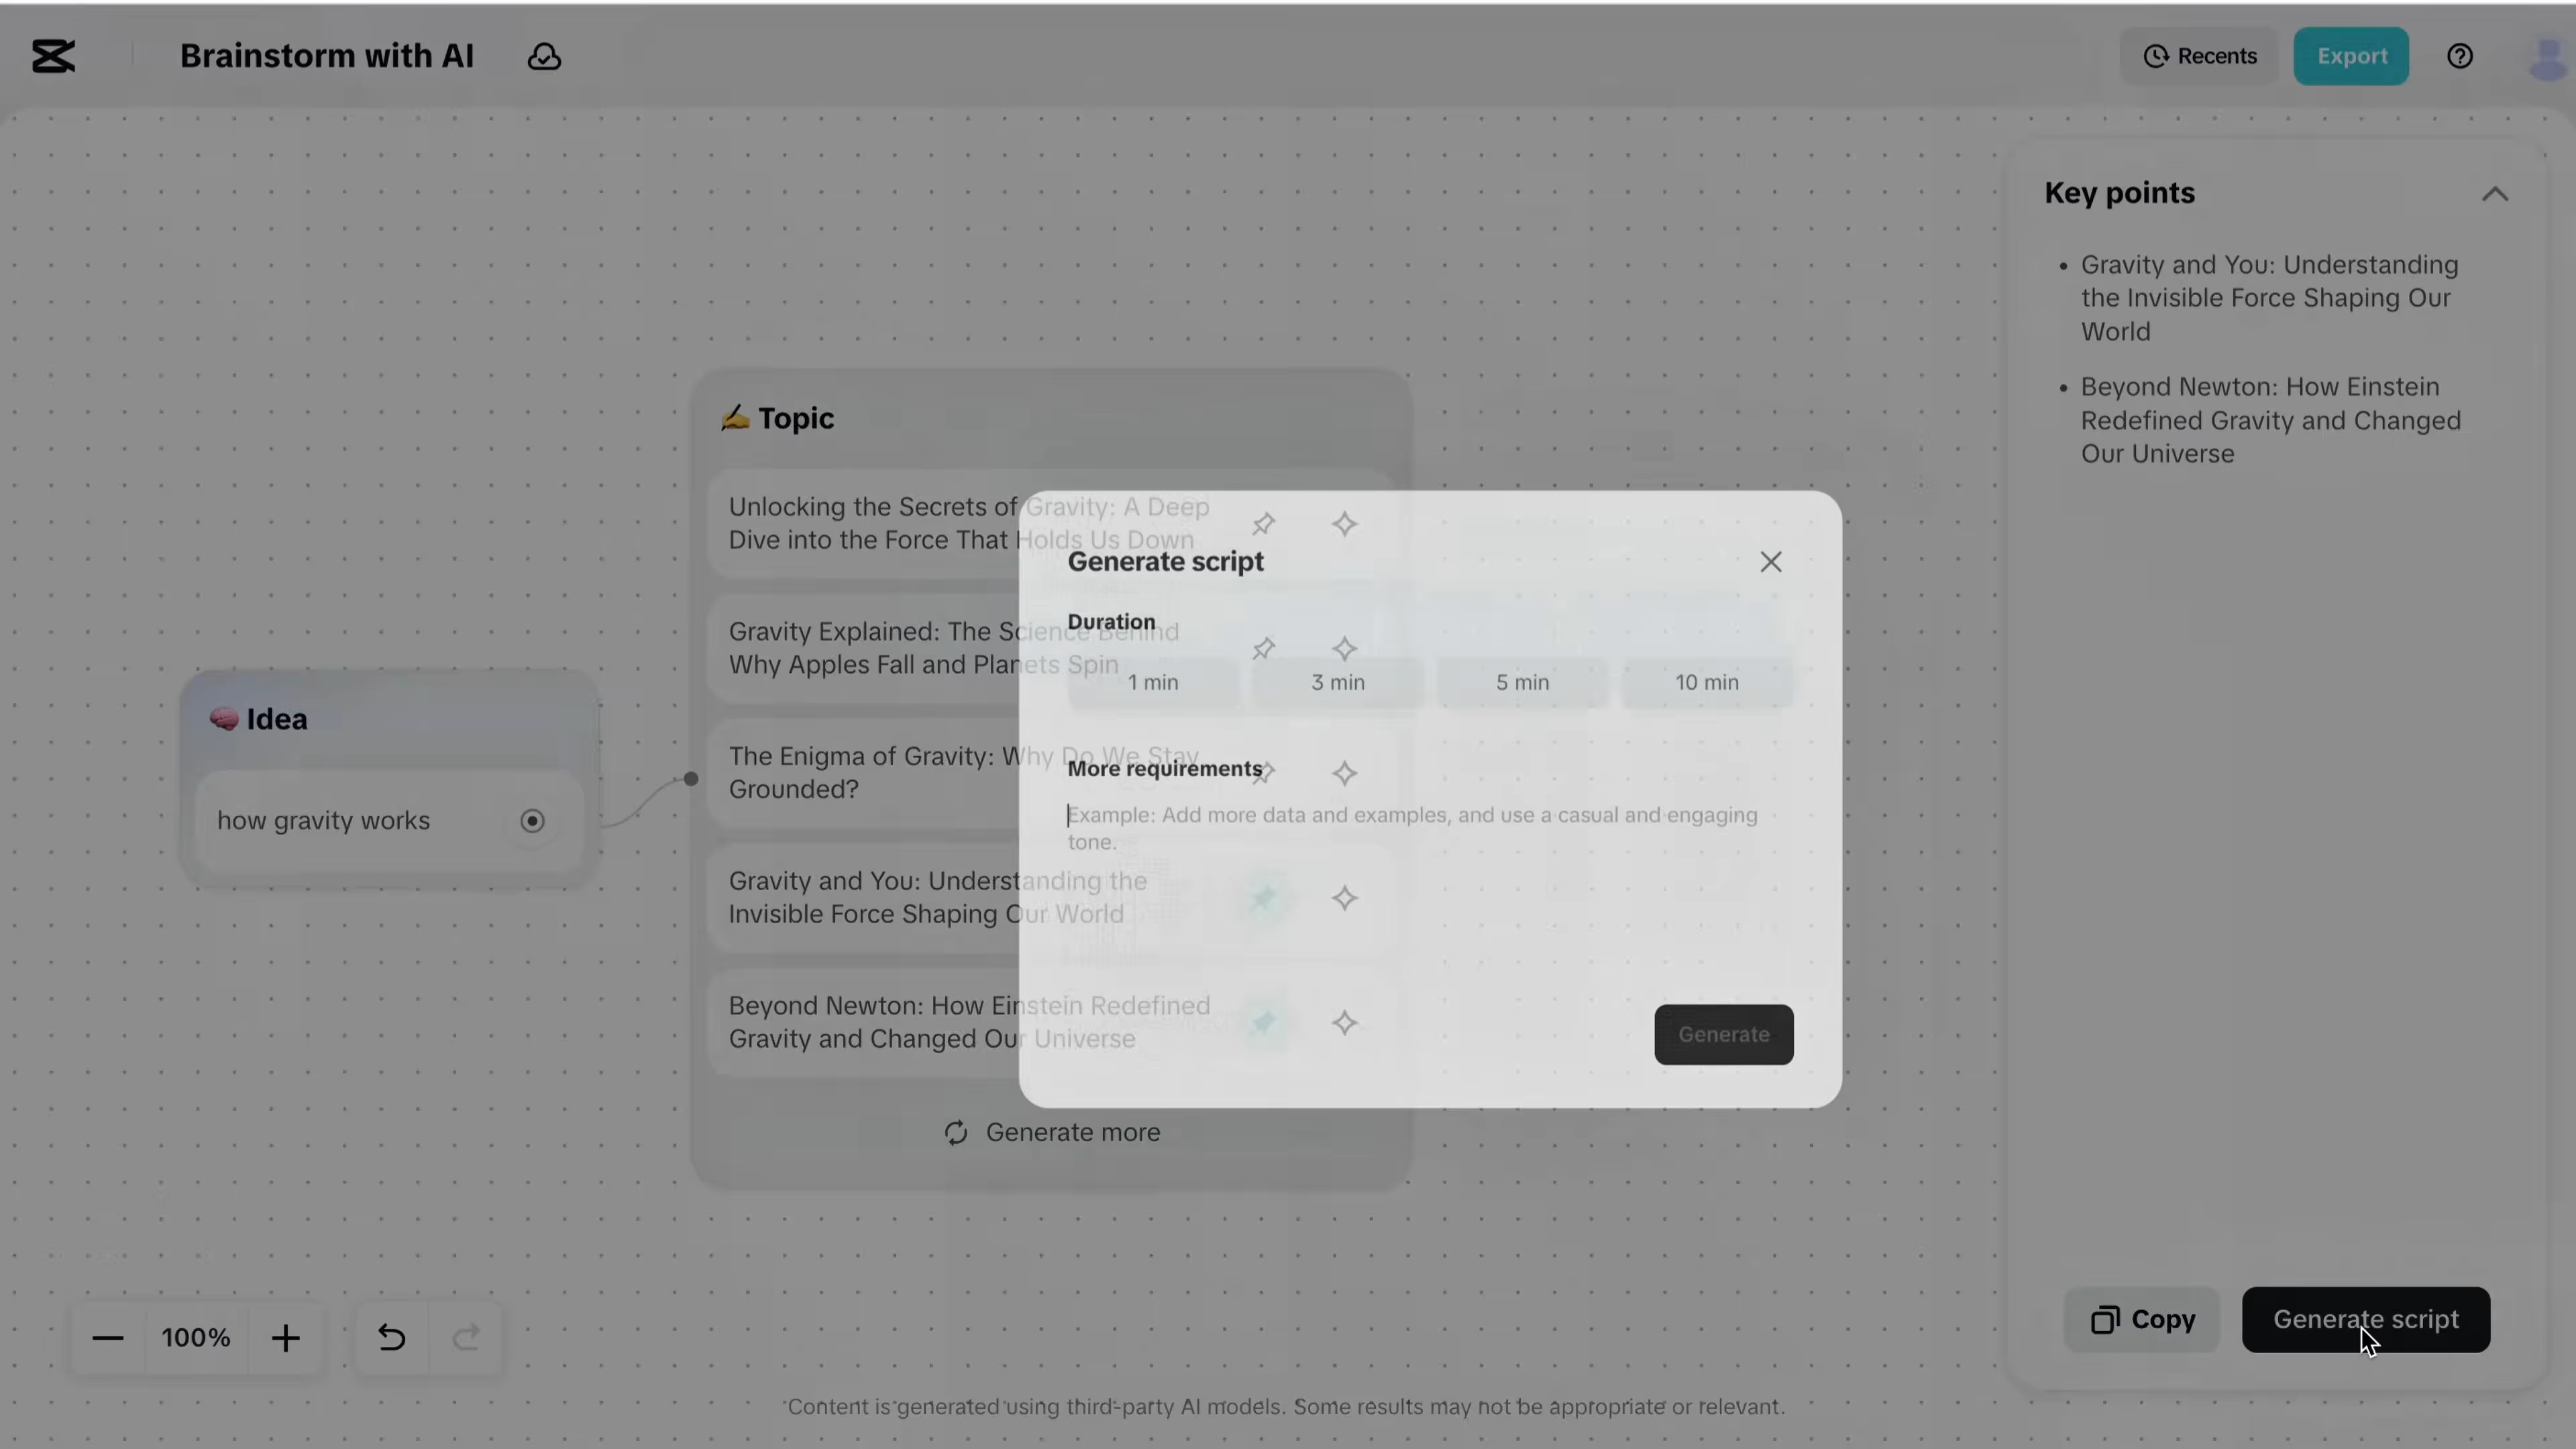 Brainstorm with AI
Recents
Export
Key points
• Gravity and You: Understanding
the Invisible Force Shaping Our
World
• Beyond Newton: How Einstein
Redefined Gravity and Changed
Our Universe
✍️ Topic
Unlocking the Secrets of Gravity: A Deep
Dive into the Force That Holds Us Down
Gravity Explained: The Science Behind
Why Apples Fall and Planets Spin
The Enigma of Gravity: Why Do We Stay
Grounded?
Gravity and You: Understanding the
Invisible Force Shaping Our World
Beyond Newton: How Einstein Redefined
Gravity and Changed Our Universe
Generate more
🧠 Idea
how gravity works
Generate script
Duration
1 min
3 min
5 min
10 min
More requirements
Example: Add more data and examples, and use a casual and engaging
tone.
Generate
100%
Copy
Generate script
Content is generated using third-party AI models. Some results may not be appropriate or relevant.